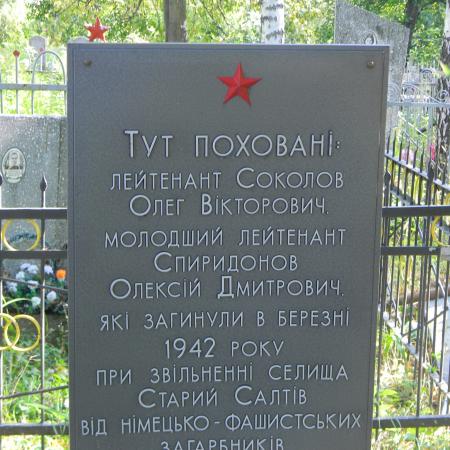 Тут поховані:
лейтенант Соколов
Олег Вікторович.
молодший лейтенант
Спиридонов
Олексій Дмитрович.
які загинули в березні
1942 року
при звільненні селища
Старий Салтів
від німецько-фашистських
загарбників